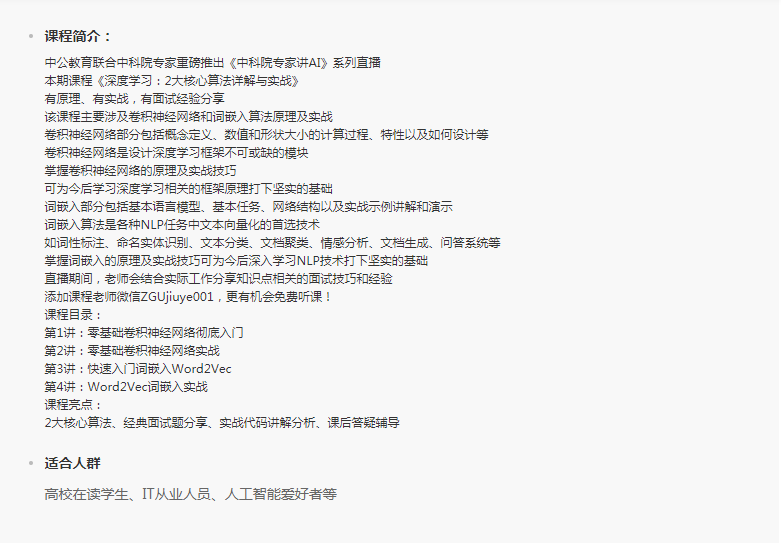 课程简介：
中公教育联合中科院专家重磅推出《中科院专家讲AI》系列直播
本期课程《深度学习：2大核心算法详解与实战》
有原理、有实战，有面试经验分享
该课程主要涉及卷积神经网络和词嵌入算法原理及实战
卷积神经网络部分包括概念定义、数值和形状大小的计算过程、特性以及如何设计等
卷积神经网络是设计深度学习框架不可或缺的模块
掌握卷积神经网络的原理及实战技巧
可为今后学习深度学习相关的框架原理打下坚实的基础
词嵌入部分包括基本语言模型、基本任务、网络结构以及实战示例讲解和演示
词嵌入算法是各种NLP任务中文本向量化的首选技术
如词性标注、命名实体识别、文本分类、文档聚类、情感分析、文档生成、问答系统等
掌握词嵌入的原理及实战技巧可为今后深入学习NLP技术打下坚实的基础
直播期间，老师会结合实际工作分享知识点相关的面试技巧和经验
添加课程老师微信ZGUjiuye001，更有机会免费听课！
课程目录：
第1讲：零基础卷积神经网络彻底入门
第2讲：零基础卷积神经网络实战
第3讲：快速入门词嵌入Word2Vec
第4讲：Word2Vec词嵌入实战
课程亮点：
2大核心算法、经典面试题分享、实战代码讲解分析、课后答疑辅导
适合人群
高校在读学生、IT从业人员、人工智能爱好者等